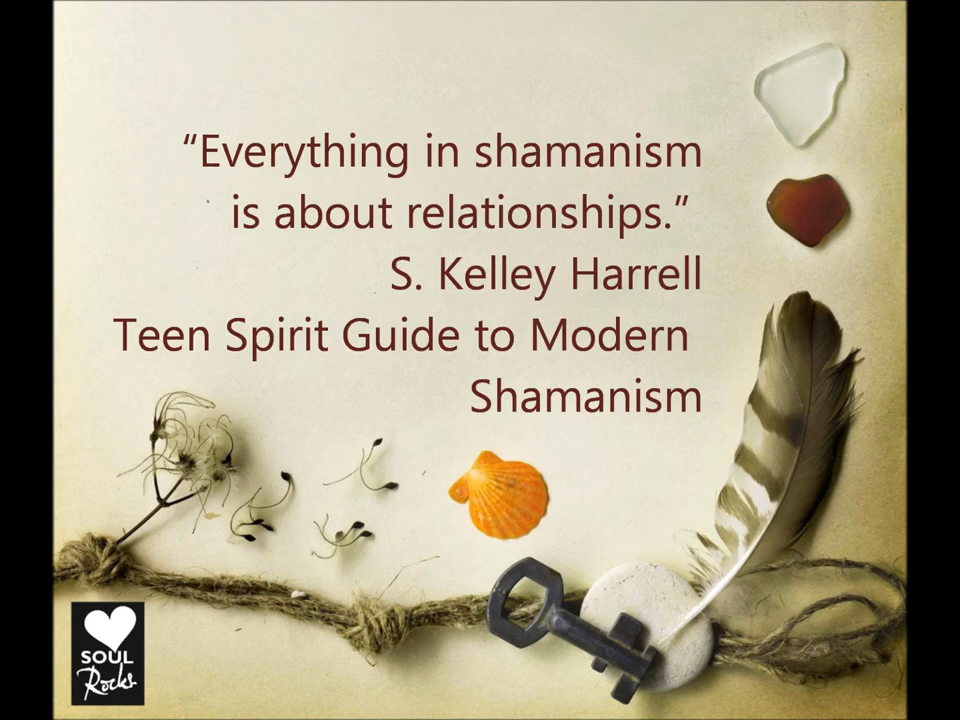 “Everything in shamanism
is about relationships.”
S. Kelley Harrell
Teen Spirit Guide to Modern
Shamanism
SOUL
Rocks